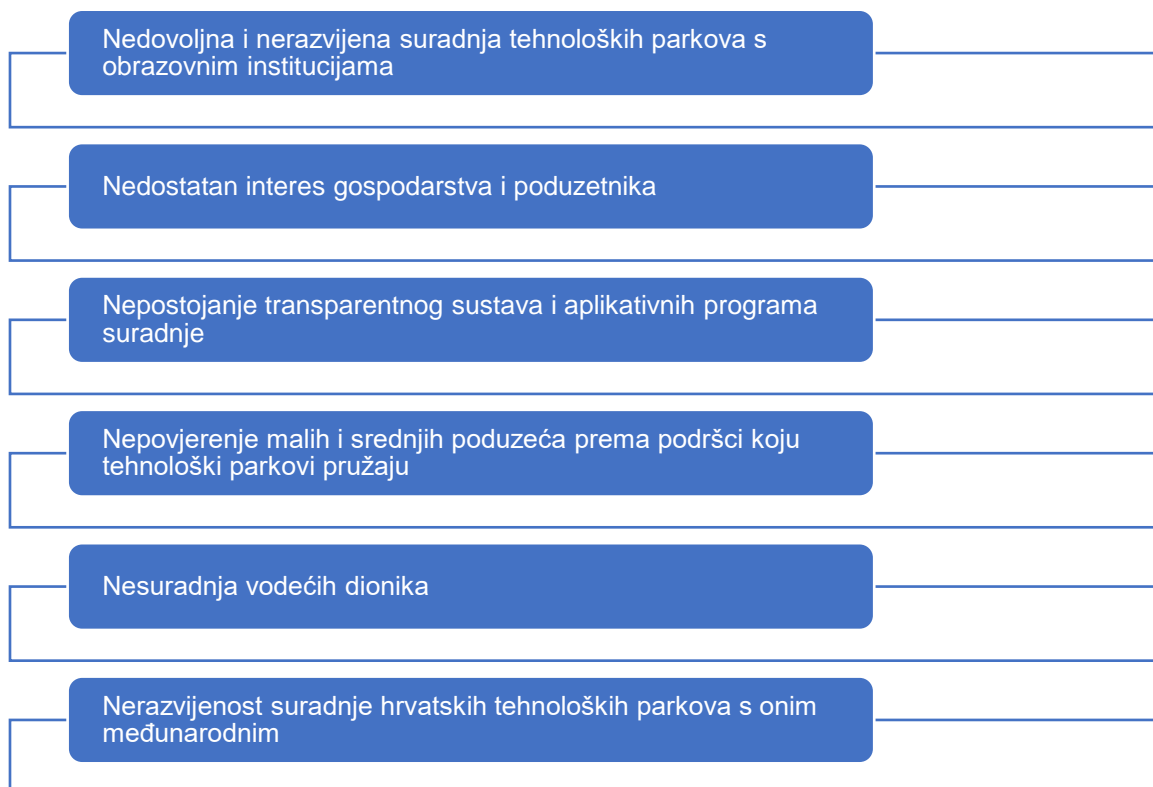 Nedovoljna i nerazvijena suradnja tehnoloških parkova s
obrazovnim institucijama
Nedostatan interes gospodarstva i poduzetnika
Nepostojanje transparentnog sustava i aplikativnih programa
suradnje
Nepovjerenje malih i srednjih poduzeća prema podršci koju
tehnološki parkovi pružaju
Nesuradnja vodećih dionika
Nerazvijenost suradnje hrvatskih tehnoloških parkova s onim
međunarodnim